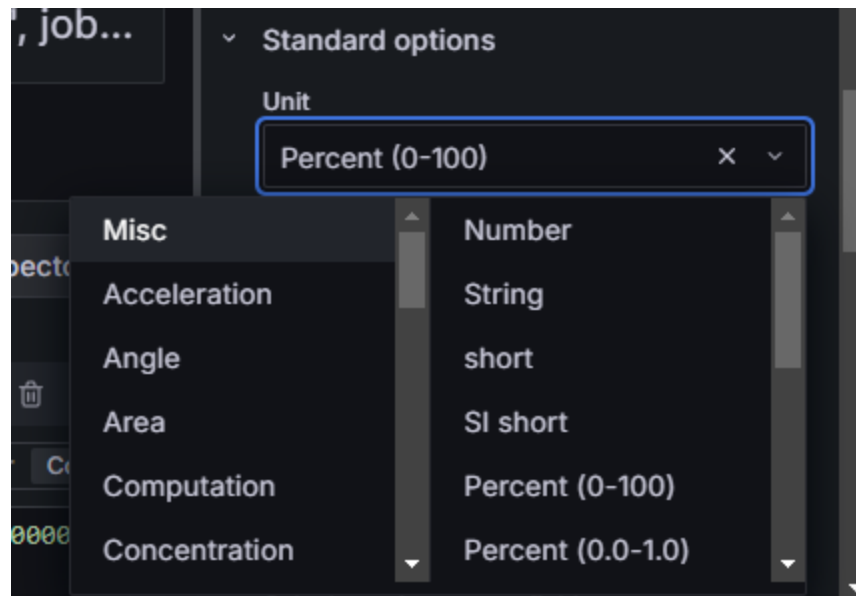 , job...
Standard options
Unit
Percent (0-100)
Misc
Acceleration
Angle
Area
Computation
Concentration
Number
String
short
SI short
Percent (0-100)
Percent (0.0-1.0)
0000